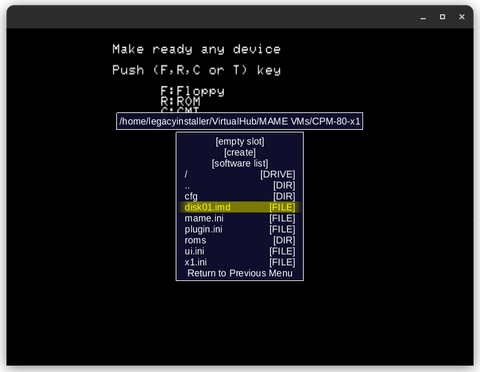 Make ready any device
Push (F,R,C or T) key
F:Floppy
R:ROM
C:CMT
/home/legacyinstaller/VirtualHub/MAME VMs/CPM-80-x1
[empty slot]
[create]
[software list]
/ [DRIVE]
.. [DIR]
cfg [DIR]
disk01.imd [FILE]
mame.ini [FILE]
plugin.ini [FILE]
roms [DIR]
ui.ini [FILE]
x1.ini [FILE]
Return to Previous Menu